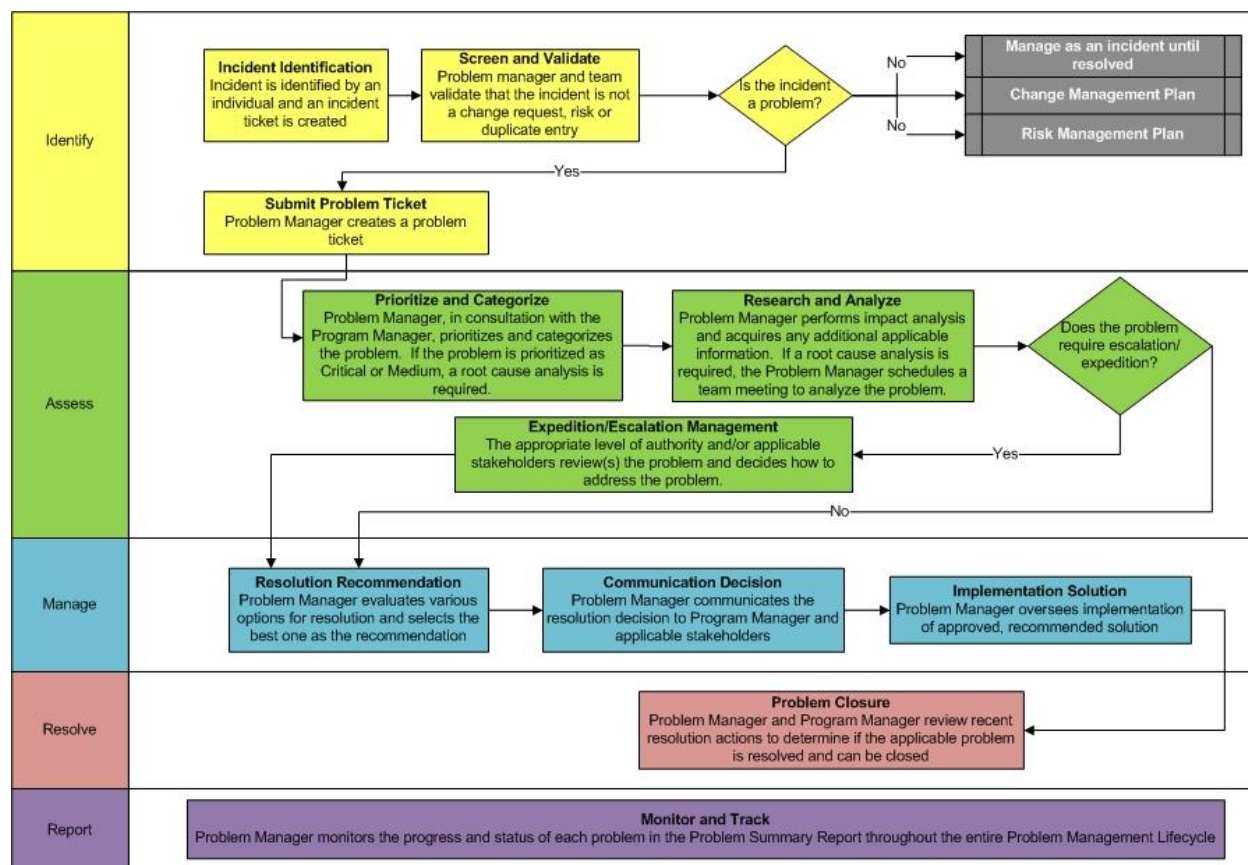 Identify
Incident Identification
Incident is identified by an
individual and an incident
ticket is created
Screen and Validate
Problem manager and team
validate that the incident is not
a change request, risk or
duplicate entry
Is the incident
a problem?
No
No
Manage as an incident until
resolved
Change Management Plan
Risk Management Plan
Yes
Submit Problem Ticket
Problem Manager creates a problem
ticket
Assess
Prioritize and Categorize
Problem Manager, in consultation with the
Program Manager, prioritizes and categorizes
the problem. If the problem is prioritized as
Critical or Medium, a root cause analysis is
required.
Research and Analyze
Problem Manager performs impact analysis
and acquires any additional applicable
information. If a root cause analysis is
required, the Problem Manager schedules a
team meeting to analyze the problem.
Does the problem
require escalation/
expedition?
Expedition/Escalation Management
The appropriate level of authority and/or applicable
stakeholders review(s) the problem and decides how to
address the problem.
Yes
No
Manage
Resolution Recommendation
Problem Manager evaluates various
options for resolution and selects the
best one as the recommendation
Communication Decision
Problem Manager communicates the
resolution decision to Program Manager and
applicable stakeholders
Implementation Solution
Problem Manager oversees implementation
of approved, recommended solution
Resolve
Problem Closure
Problem Manager and Program Manager review recent
resolution actions to determine if the applicable problem
is resolved and can be closed
Report
Monitor and Track
Problem Manager monitors the progress and status of each problem in the Problem Summary Report throughout the entire Problem Management Lifecycle